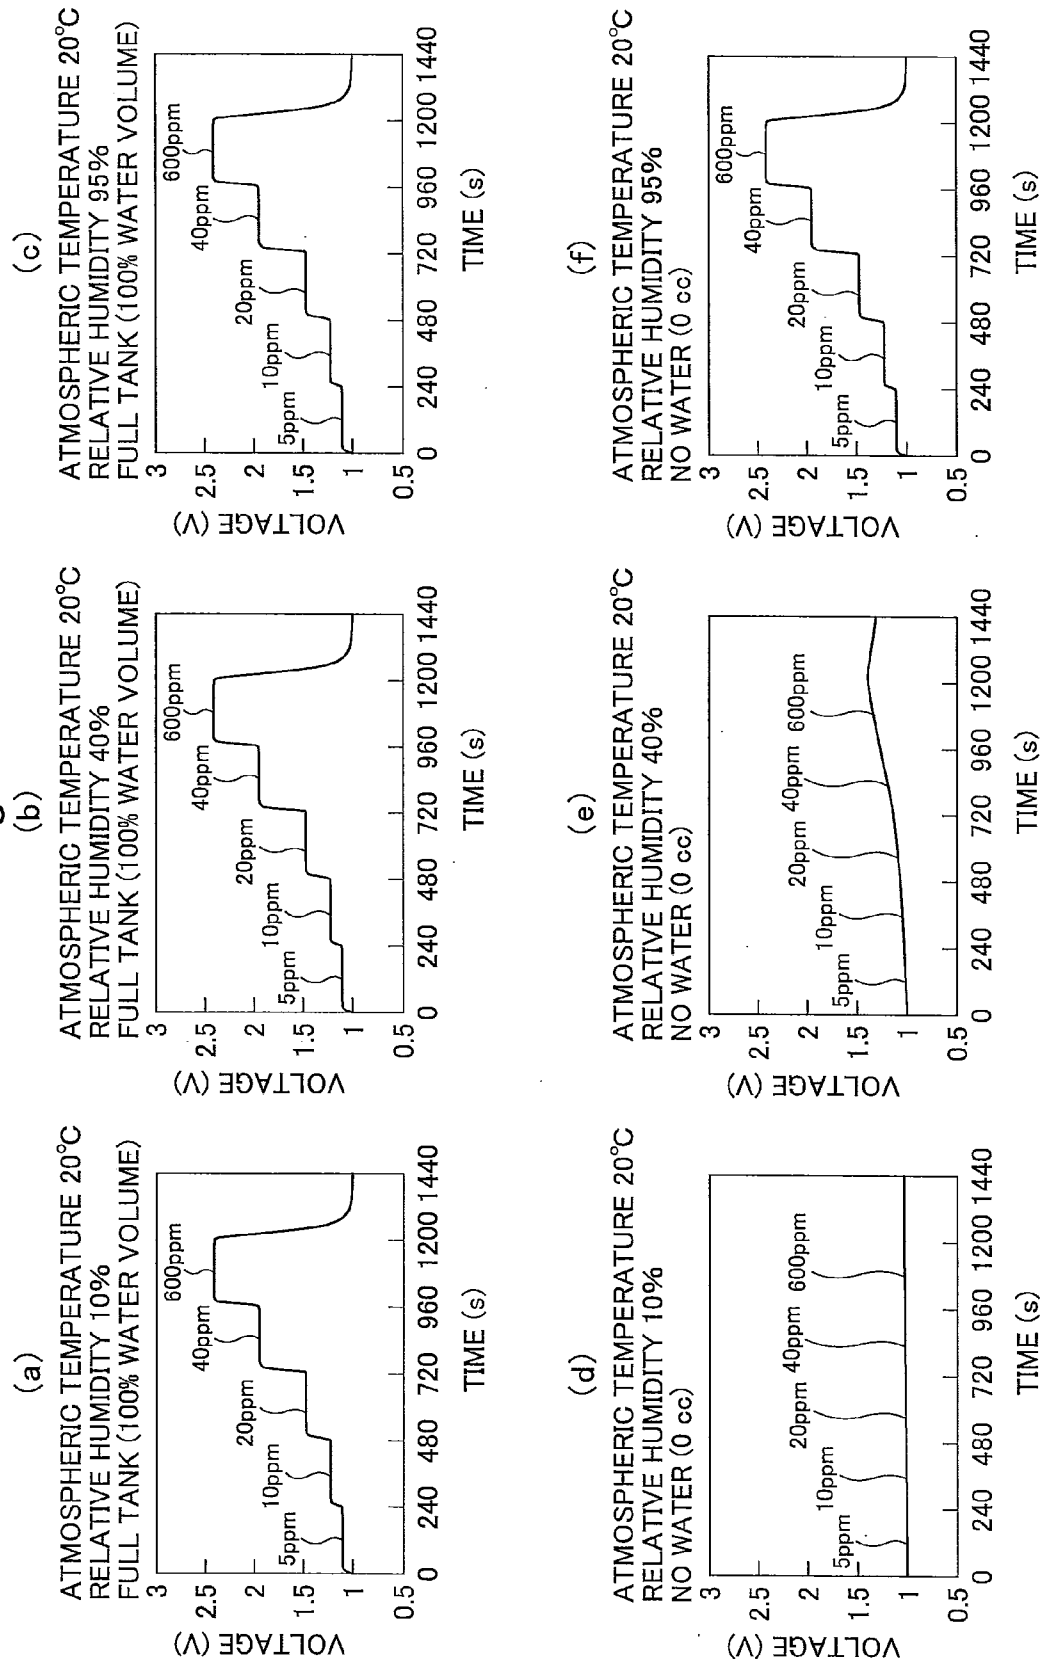 (a)
ATMOSPHERIC TEMPERATURE 20°C
RELATIVE HUMIDITY 10%
FULL TANK (100% WATER VOLUME)
3
2.5
2
1.5
1
0.5
VOLTAGE (V)
5ppm
10ppm
20ppm
40ppm
600ppm
0 240 480 720 960 1200 1440
TIME (s)
(b)
ATMOSPHERIC TEMPERATURE 20°C
RELATIVE HUMIDITY 40%
FULL TANK (100% WATER VOLUME)
3
2.5
2
1.5
1
0.5
VOLTAGE (V)
5ppm
10ppm
20ppm
40ppm
600ppm
0 240 480 720 960 1200 1440
TIME (s)
(c)
ATMOSPHERIC TEMPERATURE 20°C
RELATIVE HUMIDITY 95%
FULL TANK (100% WATER VOLUME)
3
2.5
2
1.5
1
0.5
VOLTAGE (V)
5ppm
10ppm
20ppm
40ppm
600ppm
0 240 480 720 960 1200 1440
TIME (s)
(d)
ATMOSPHERIC TEMPERATURE 20°C
RELATIVE HUMIDITY 10%
NO WATER (0 cc)
3
2.5
2
1.5
1
0.5
VOLTAGE (V)
5ppm
10ppm
20ppm
40ppm
600ppm
0 240 480 720 960 1200 1440
TIME (s)
(e)
ATMOSPHERIC TEMPERATURE 20°C
RELATIVE HUMIDITY 40%
NO WATER (0 cc)
3
2.5
2
1.5
1
0.5
VOLTAGE (V)
5ppm
10ppm
20ppm
40ppm
600ppm
0 240 480 720 960 1200 1440
TIME (s)
(f)
ATMOSPHERIC TEMPERATURE 20°C
RELATIVE HUMIDITY 95%
NO WATER (0 cc)
3
2.5
2
1.5
1
0.5
VOLTAGE (V)
5ppm
10ppm
20ppm
40ppm
600ppm
0 240 480 720 960 1200 1440
TIME (s)